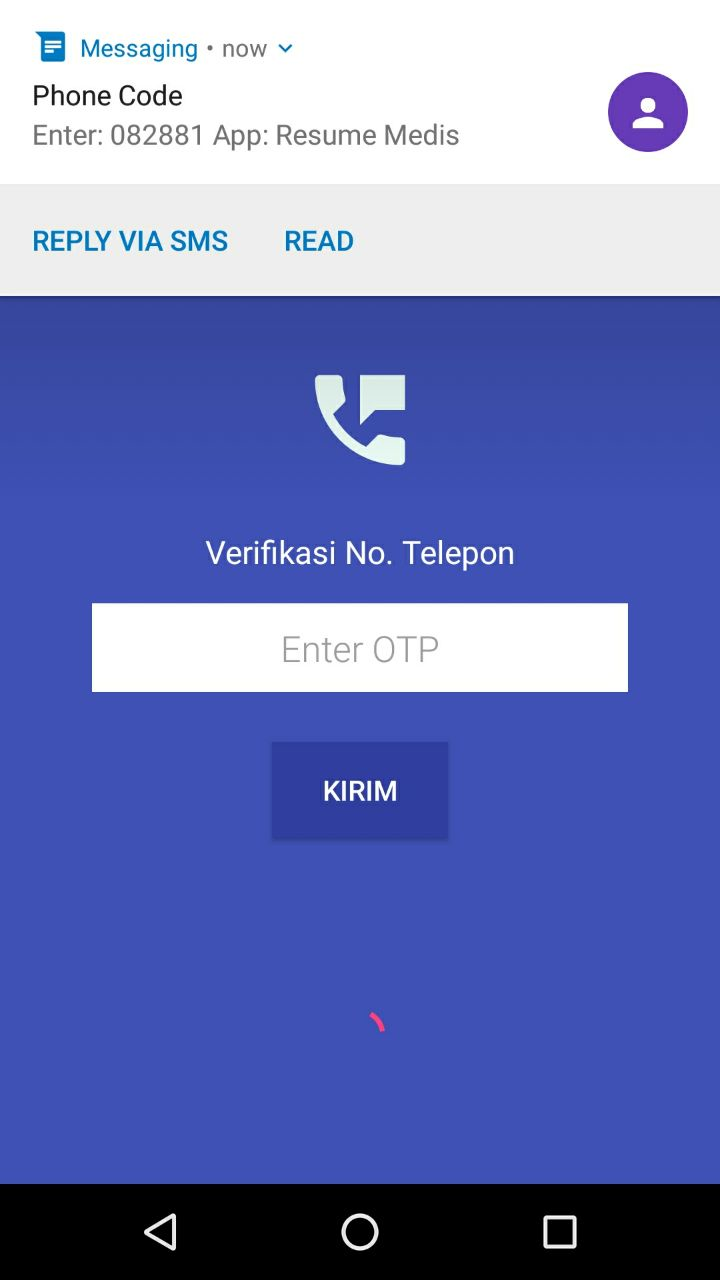 Messaging • now
Phone Code
Enter: 082881 App: Resume Medis
REPLY VIA SMS READ
Verifikasi No. Telepon
Enter OTP
KIRIM